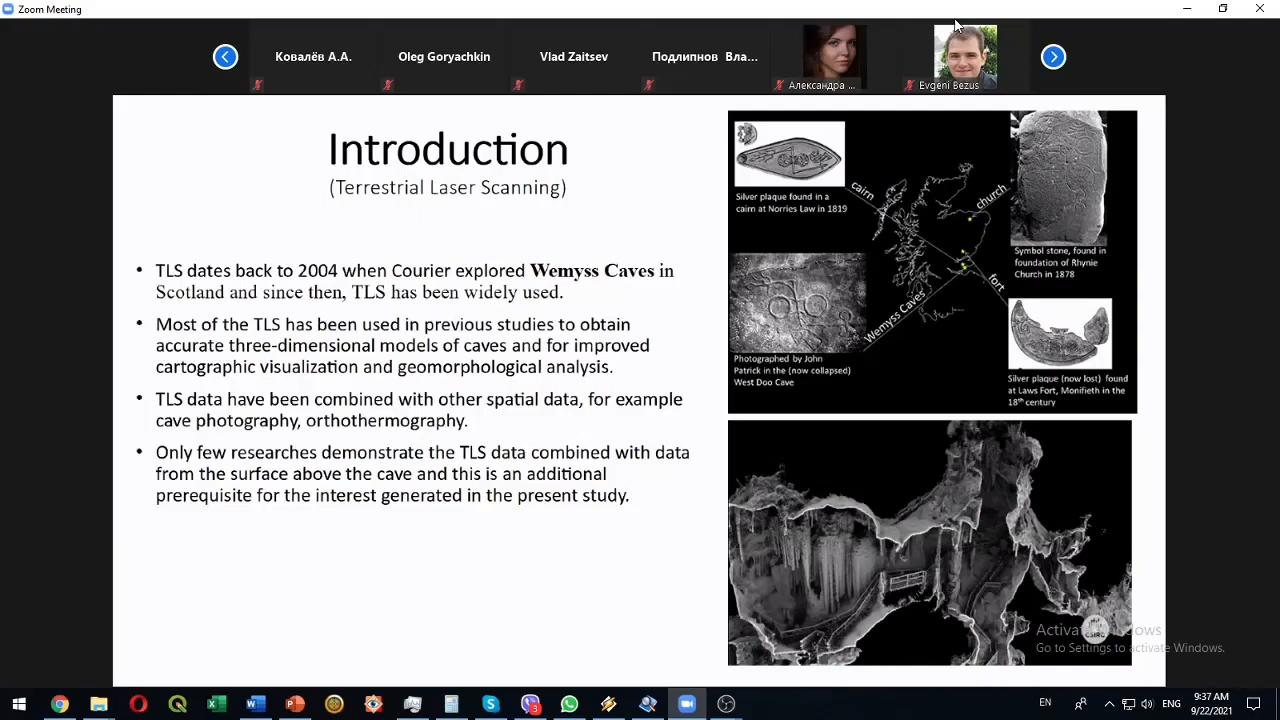 Zoom Meeting
Ковалёв А.А.
Oleg Goryachkin
Vlad Zaitsev
Подлипнов Вла...
Александра ...
Evgeni Bezus
Introduction
(Terrestrial Laser Scanning)
• TLS dates back to 2004 when Courier explored Wemyss Caves in
Scotland and since then, TLS has been widely used.
• Most of the TLS has been used in previous studies to obtain
accurate three-dimensional models of caves and for improved
cartographic visualization and geomorphological analysis.
• TLS data have been combined with other spatial data, for example
cave photography, orthothermography.
• Only few researches demonstrate the TLS data combined with data
from the surface above the cave and this is an additional
prerequisite for the interest generated in the present study.
Silver plaque found in a
cairn at Norries Law in 1819
cairn
church
Symbol stone, found in
foundation of Rhynie
Church in 1878
fort
Wemyss Caves
Photographed by John
Patrick in the (now collapsed)
West Doo Cave
Silver plaque (now lost) found
at Laws Fort, Monifieth in the
18th century
CSIRO
Activate Windows
Go to Settings to activate Windows.
3
EN
ENG
9:37 AM
9/22/2021